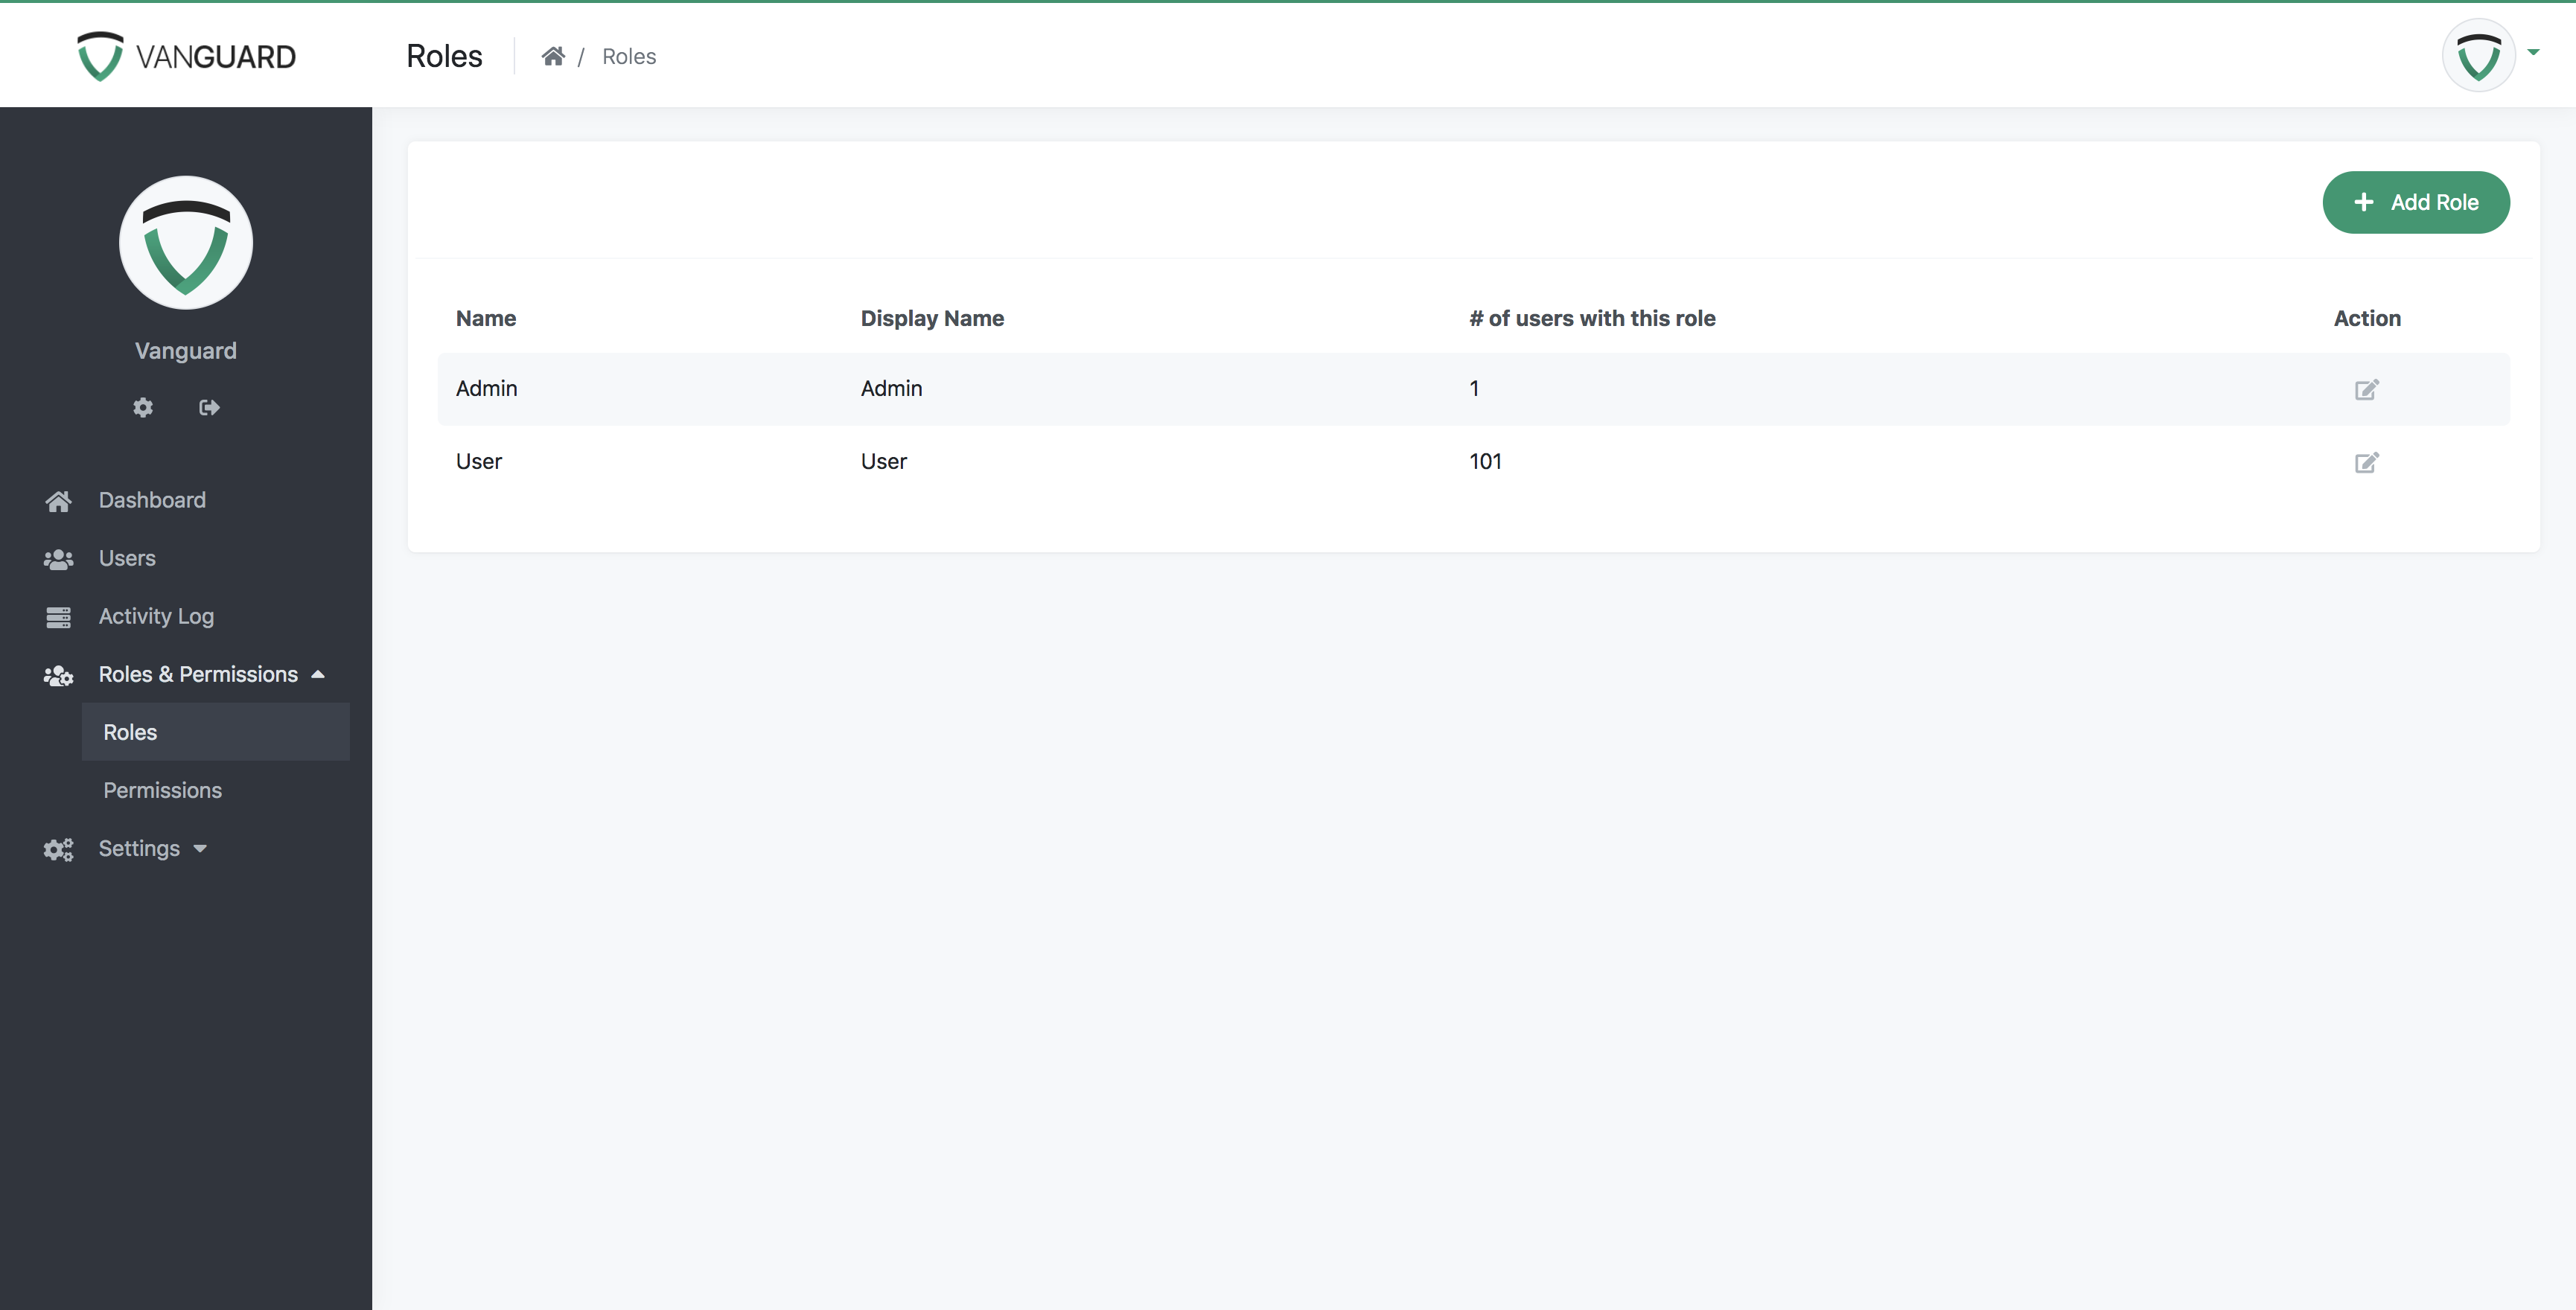 VANGUARD
Roles
/ Roles
Vanguard
Dashboard
Users
Activity Log
Roles & Permissions
Roles
Permissions
Settings
+ Add Role
Name Display Name # of users with this role Action
Admin Admin 1
User User 101